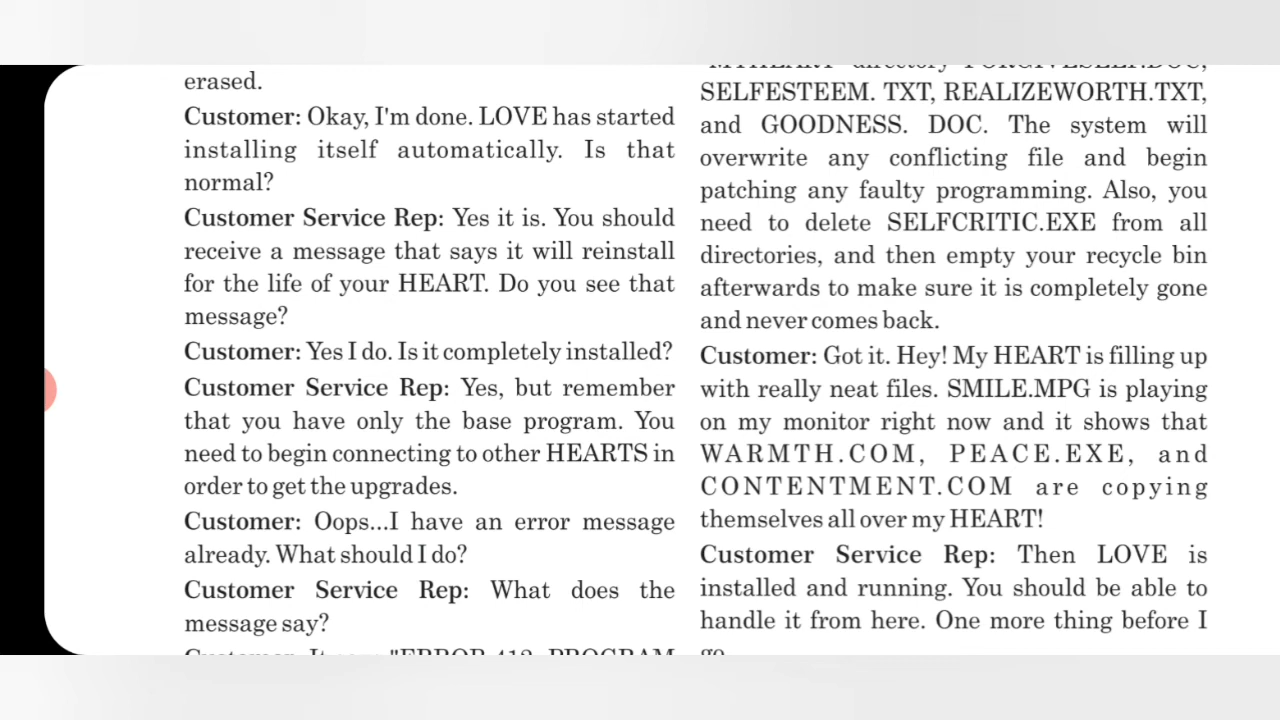 erased.
Customer: Okay, I'm done. LOVE has started
installing itself automatically. Is that
normal?
Customer Service Rep: Yes it is. You should
receive a message that says it will reinstall
for the life of your HEART. Do you see that
message?
Customer: Yes I do. Is it completely installed?
Customer Service Rep: Yes, but remember
that you have only the base program. You
need to begin connecting to other HEARTS in
order to get the upgrades.
Customer: Oops...I have an error message
already. What should I do?
Customer Service Rep: What does the
message say?
directory
SELFESTEEM. TXT, REALIZEWORTH.TXT,
and GOODNESS. DOC. The system will
overwrite any conflicting file and begin
patching any faulty programming. Also, you
need to delete SELFCRITIC.EXE from all
directories, and then empty your recycle bin
afterwards to make sure it is completely gone
and never comes back.
Customer: Got it. Hey! My HEART is filling up
with really neat files. SMILE.MPG is playing
on my monitor right now and it shows that
WARMTH.COM, PEACE.EXE, and
CONTENTMENT.COM are copying
themselves all over my HEART!
Customer Service Rep: Then LOVE is
installed and running. You should be able to
handle it from here. One more thing before I